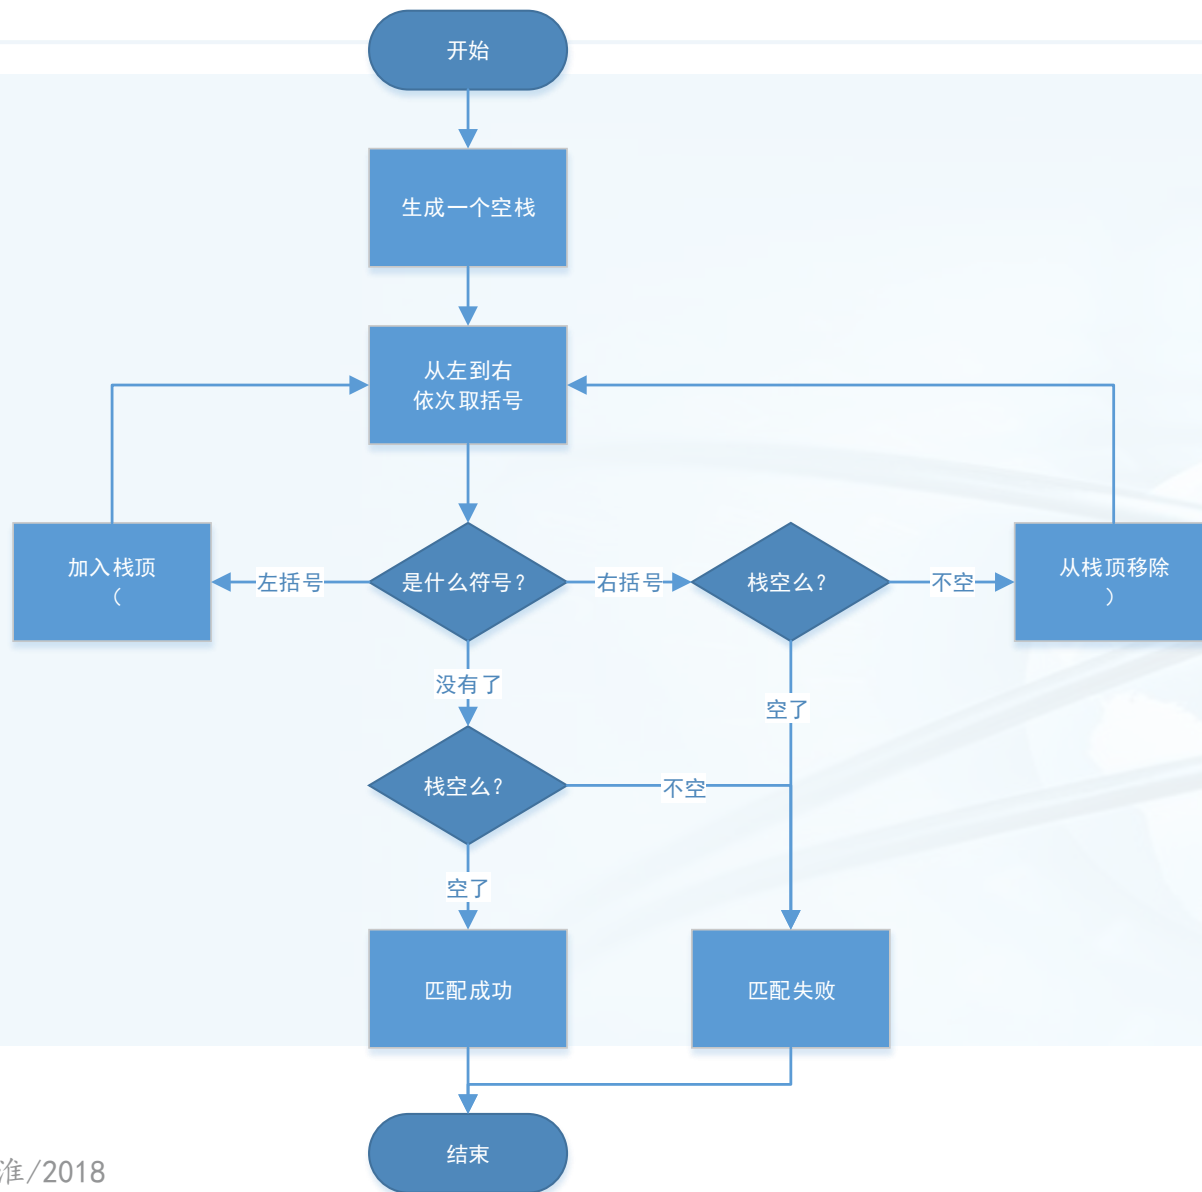 开始
生成一个空栈
从左到右
依次取括号
加入栈顶
（
左括号
是什么符号？
右括号
栈空么？
不空
从栈顶移除
）
没有了
空了
栈空么？
不空
空了
匹配成功
匹配失败
结束
淮/2018